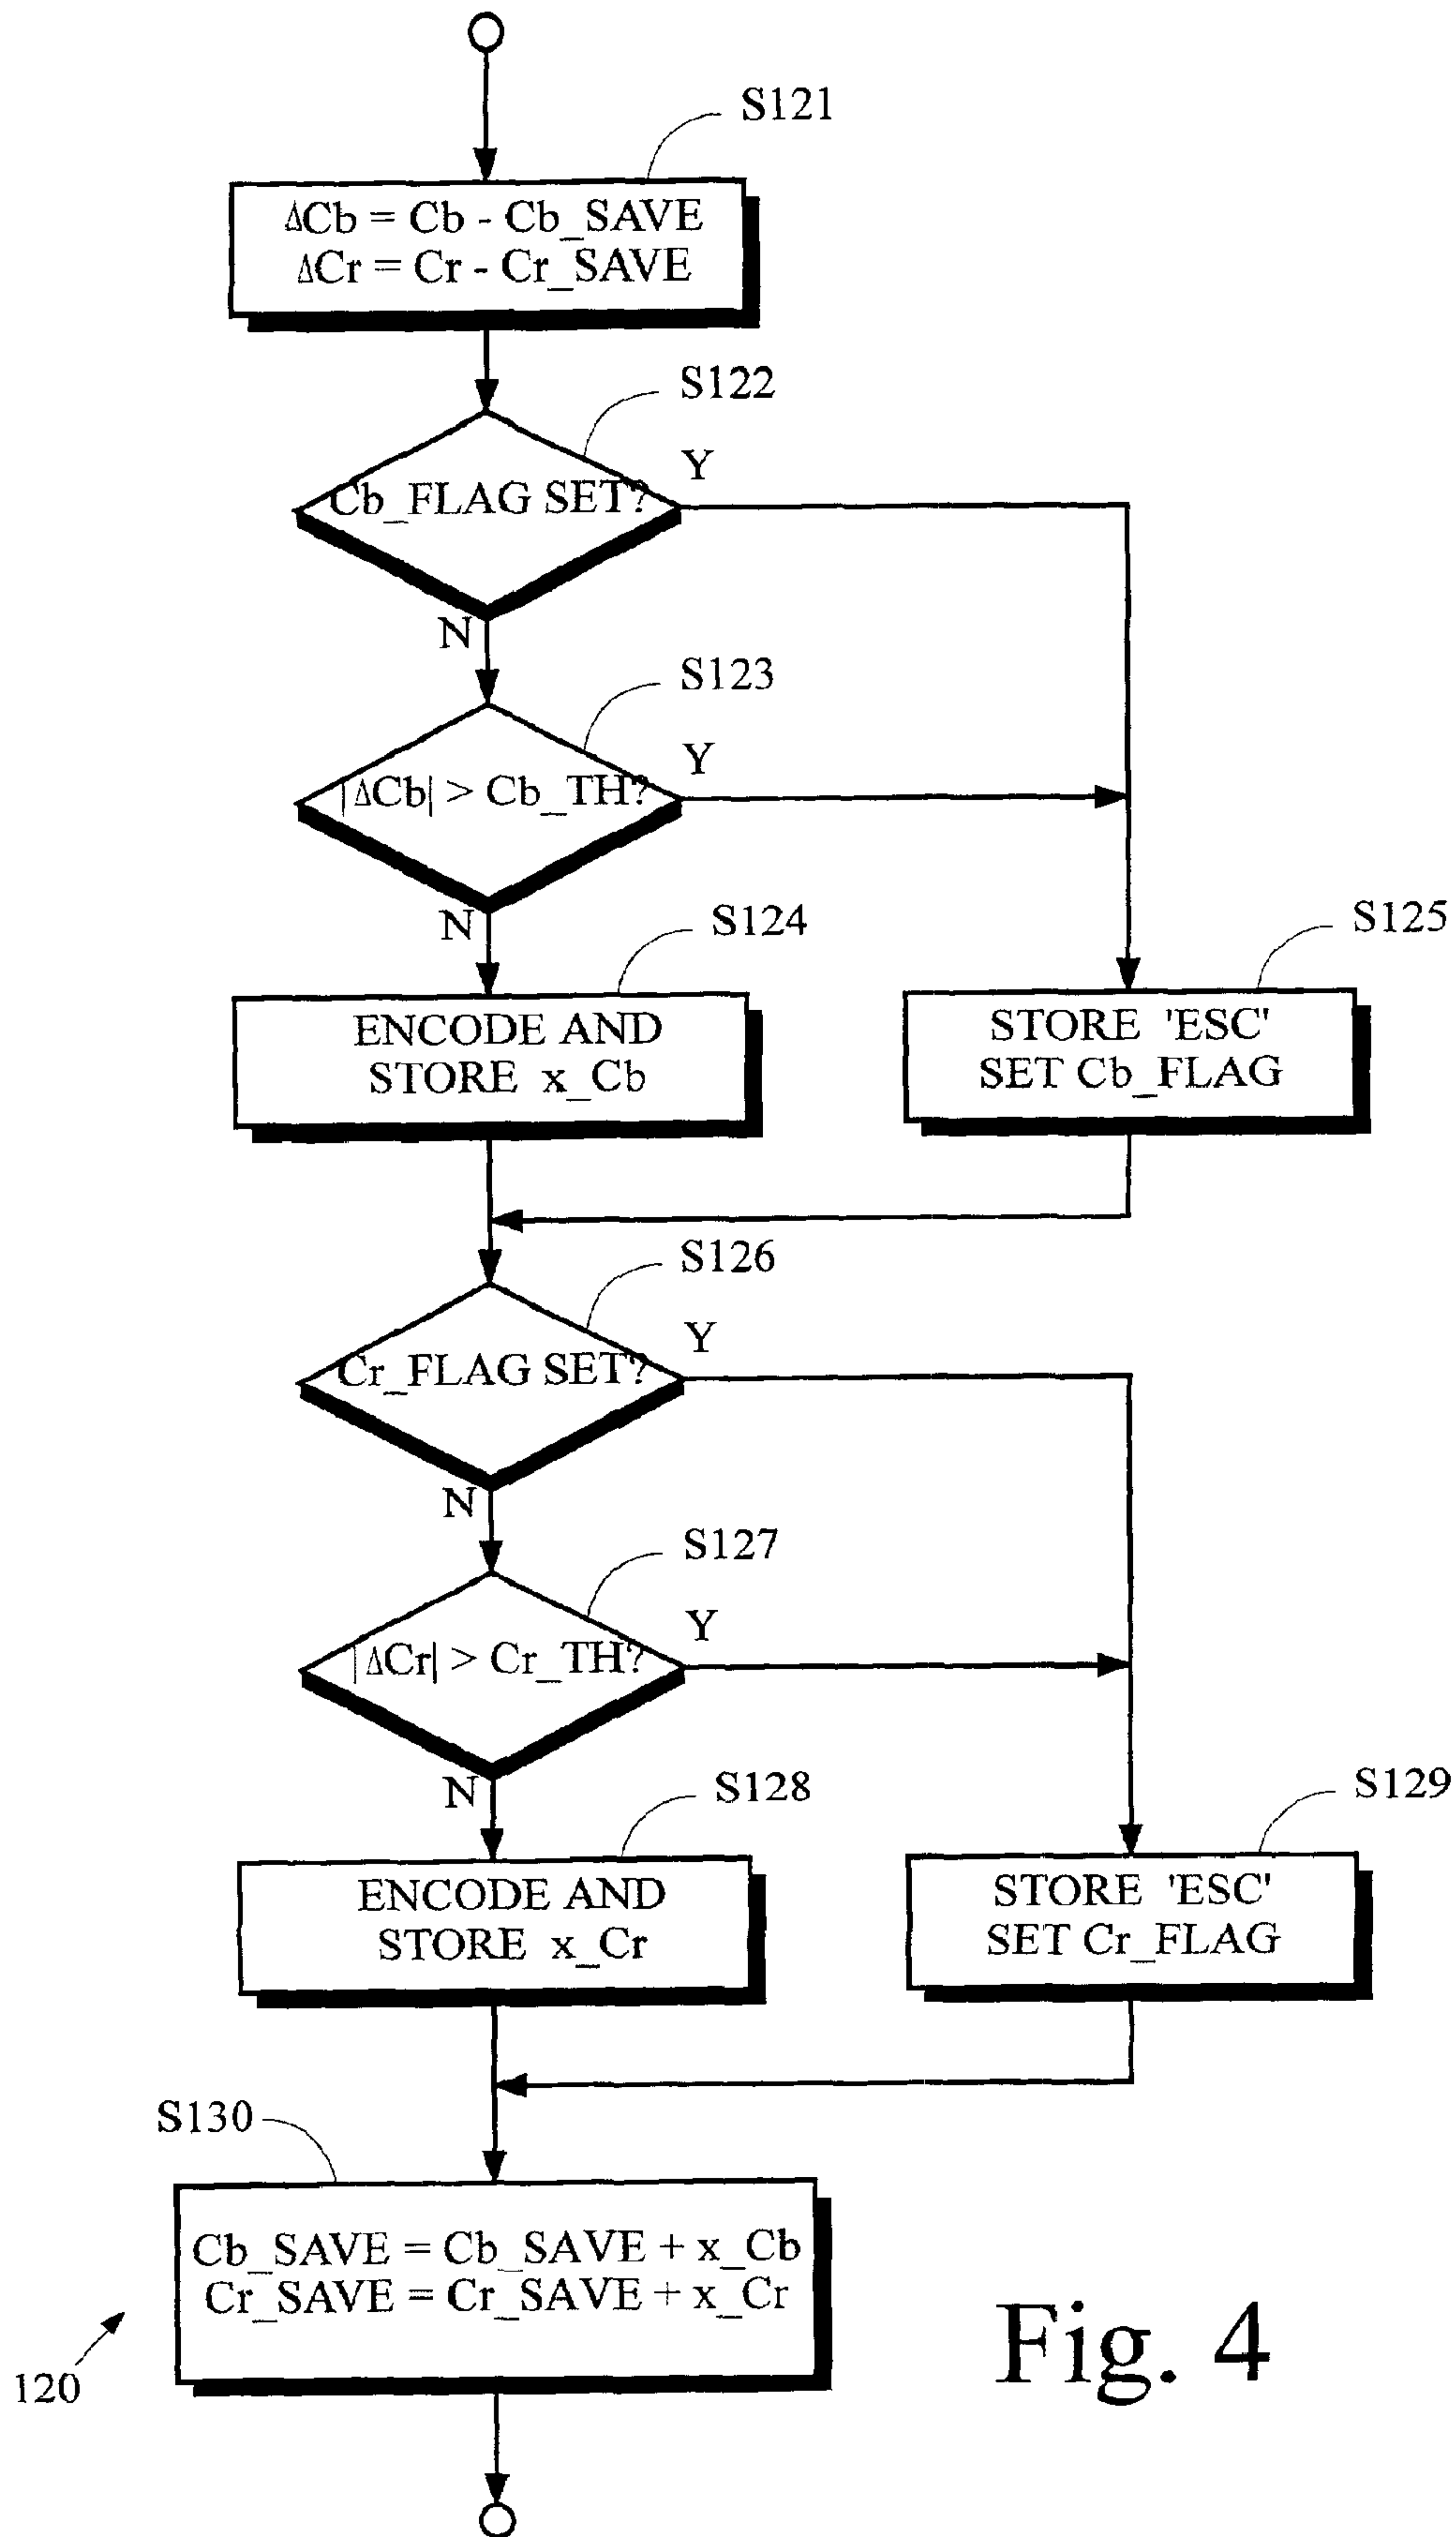 S121
ΔCb = Cb - Cb_SAVE
ΔCr = Cr - Cr_SAVE
S122
Cb_FLAG SET?
Y
N
S123
|ΔCb| > Cb_TH?
Y
N
S124
ENCODE AND
STORE x_Cb
S125
STORE 'ESC'
SET Cb_FLAG
S126
Cr_FLAG SET?
Y
N
S127
|ΔCr| > Cr_TH?
Y
N
S128
ENCODE AND
STORE x_Cr
S129
STORE 'ESC'
SET Cr_FLAG
S130
Cb_SAVE = Cb_SAVE + x_Cb
Cr_SAVE = Cr_SAVE + x_Cr
120
Fig. 4